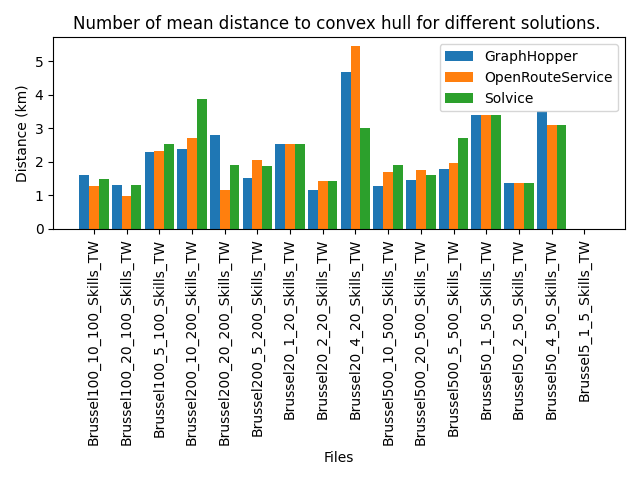 Number of mean distance to convex hull for different solutions.
GraphHopper
OpenRouteService
Solvice
Distance (km)
5
4
3
2
1
0
Brussel100_10_100_Skills_TW
Brussel100_20_100_Skills_TW
Brussel100_5_100_Skills_TW
Brussel200_10_200_Skills_TW
Brussel200_20_200_Skills_TW
Brussel200_5_200_Skills_TW
Brussel20_1_20_Skills_TW
Brussel20_2_20_Skills_TW
Brussel20_4_20_Skills_TW
Brussel500_10_500_Skills_TW
Brussel500_20_500_Skills_TW
Brussel500_5_500_Skills_TW
Brussel50_1_50_Skills_TW
Brussel50_2_50_Skills_TW
Brussel50_4_50_Skills_TW
Brussel5_1_5_Skills_TW
Files